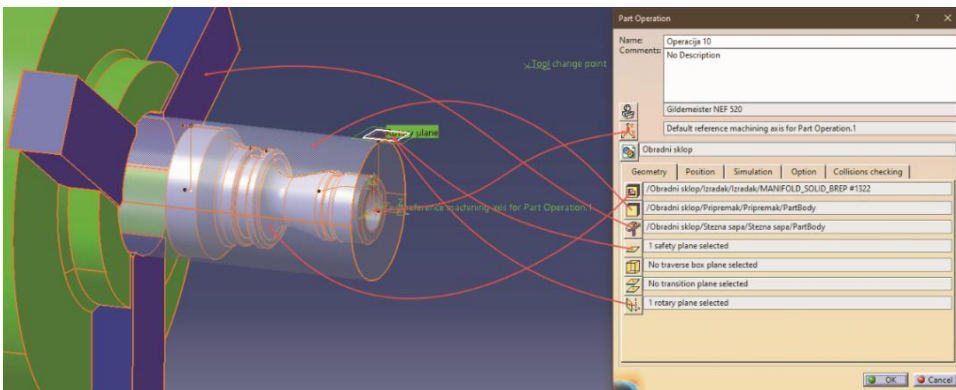 Tool change point
y plane
reference machining axis for Part Operation.1
Part Operation
?
Name:
Operacija 10
Comments:
No Description
Gildemeister NEF 520
Default reference machining axis for Part Operation.1
Obradni sklop
Geometry
Position
Simulation
Option
Collisions checking
/Obradni sklop/Izradak/Izradak/MANIFOLD_SOLID_BREP #1322
/Obradni sklop/Pripremak/Pripremak/PartBody
/Obradni sklop/Stezna sapa/Stezna sapa/PartBody
1 safety plane selected
No traverse box plane selected
No transition plane selected
1 rotary plane selected
OK
Cancel